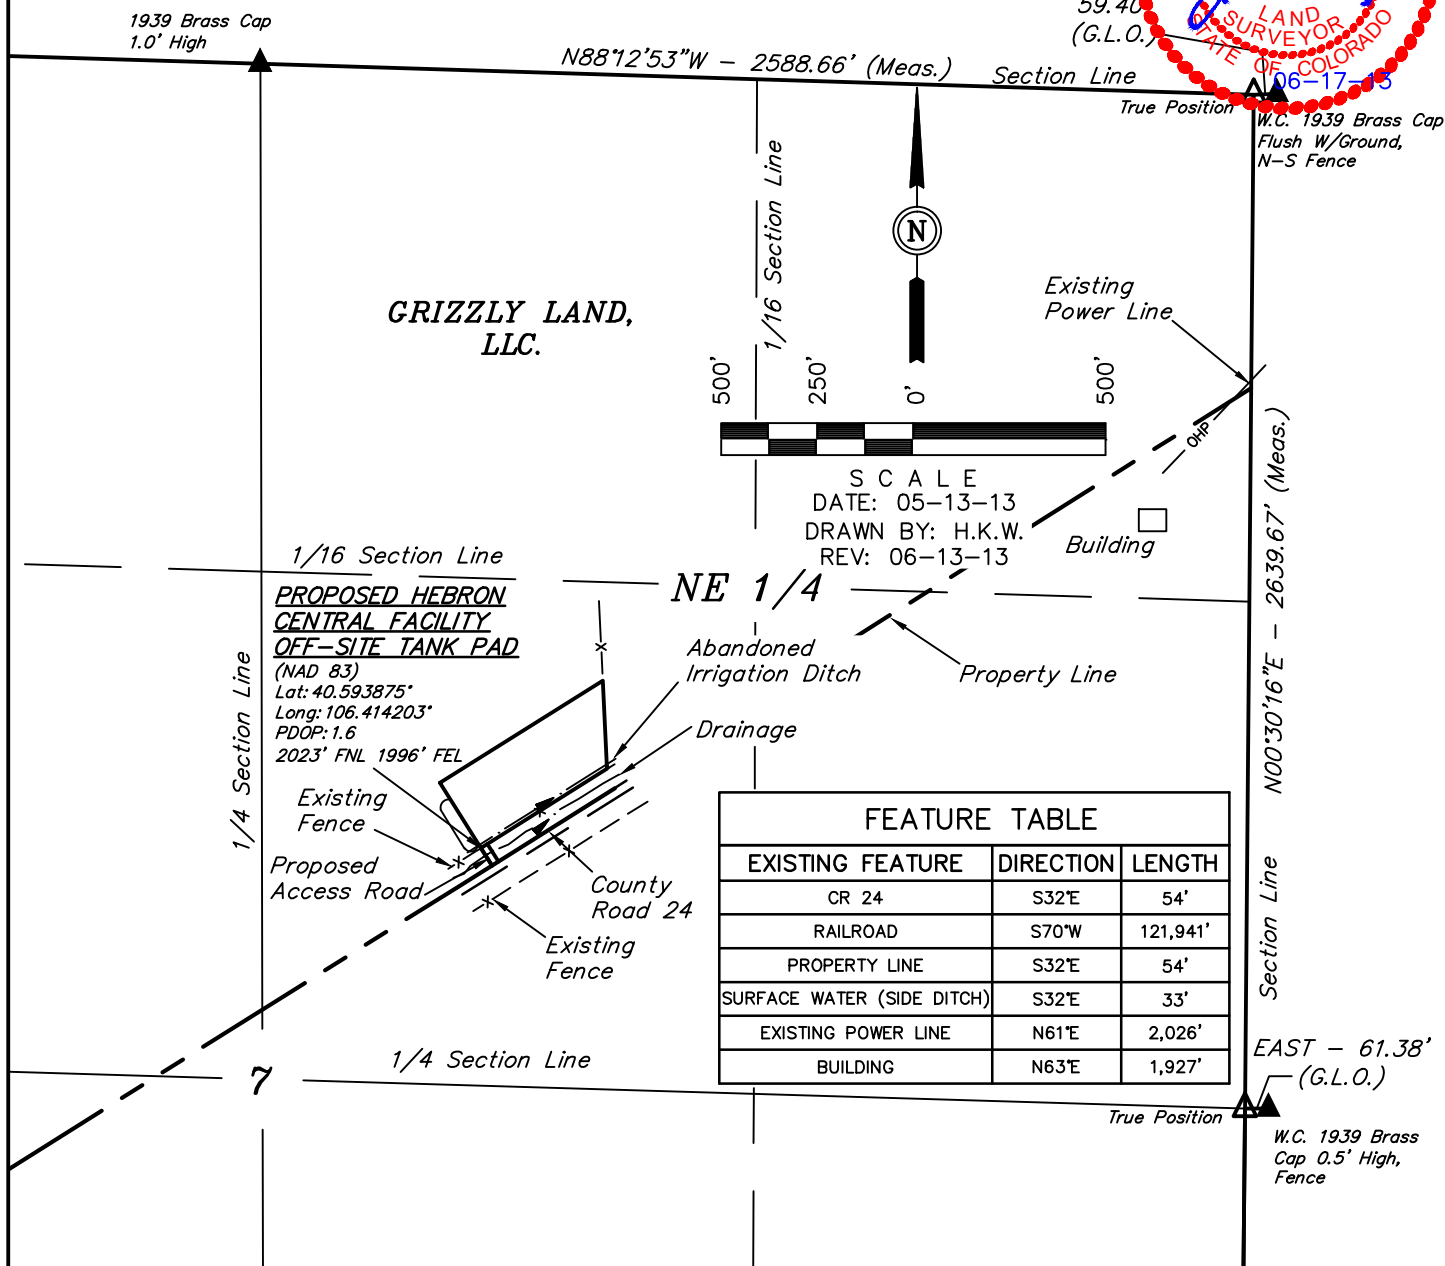 1939 Brass Cap
1.0' High
N88°12'53"W - 2588.66' (Meas.)
Section Line
59.40
(G.L.O.)
LAND
SURVEYOR
STATE OF COLORADO
06-17-13
True Position
W.C. 1939 Brass Cap
Flush W/Ground,
N-S Fence
1/16 Section Line
N
GRIZZLY LAND,
LLC.
Existing
Power Line
500'
250'
0'
500'
SCALE
DATE: 05-13-13
DRAWN BY: H.K.W.
REV: 06-13-13
OHP
Building
N00°30'16"E - 2639.67' (Meas.)
1/16 Section Line
NE 1/4
PROPOSED HEBRON
CENTRAL FACILITY
OFF-SITE TANK PAD
(NAD 83)
Lat: 40.593875°
Long: 106.414203°
PDOP: 1.6
2023' FNL 1996' FEL
Abandoned
Irrigation Ditch
Property Line
Drainage
1/4 Section Line
Existing
Fence
Proposed
Access Road
County
Road 24
Existing
Fence
FEATURE TABLE
EXISTING FEATURE DIRECTION LENGTH
CR 24 S32°E 54'
RAILROAD S70°W 121,941'
PROPERTY LINE S32°E 54'
SURFACE WATER (SIDE DITCH) S32°E 33'
EXISTING POWER LINE N61°E 2,026'
BUILDING N63°E 1,927'
Section Line
7
1/4 Section Line
EAST - 61.38'
(G.L.O.)
True Position
W.C. 1939 Brass
Cap 0.5' High,
Fence